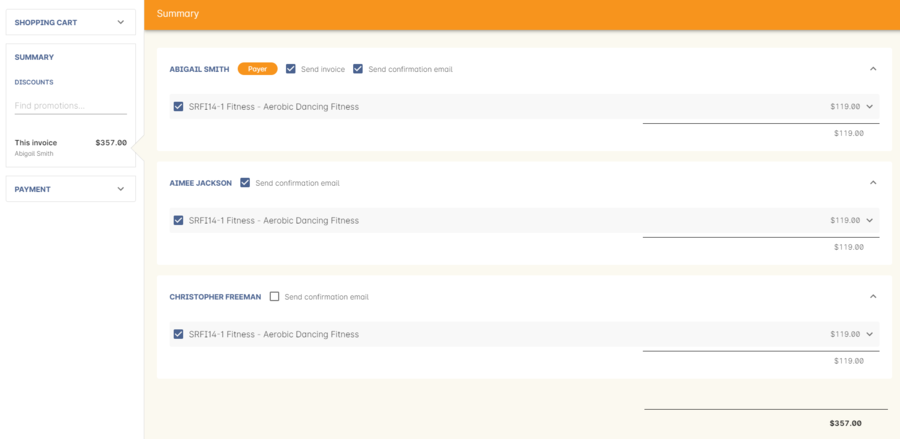 SHOPPING CART
SUMMARY
DISCOUNTS
Find promotions...
This invoice $357.00
Abigail Smith
PAYMENT
Summary
ABIGAIL SMITH Payer Send invoice Send confirmation email
SRFI14-1 Fitness - Aerobic Dancing Fitness $119.00
$119.00
AIMEE JACKSON Send confirmation email
SRFI14-1 Fitness - Aerobic Dancing Fitness $119.00
$119.00
CHRISTOPHER FREEMAN Send confirmation email
SRFI14-1 Fitness - Aerobic Dancing Fitness $119.00
$119.00
$357.00